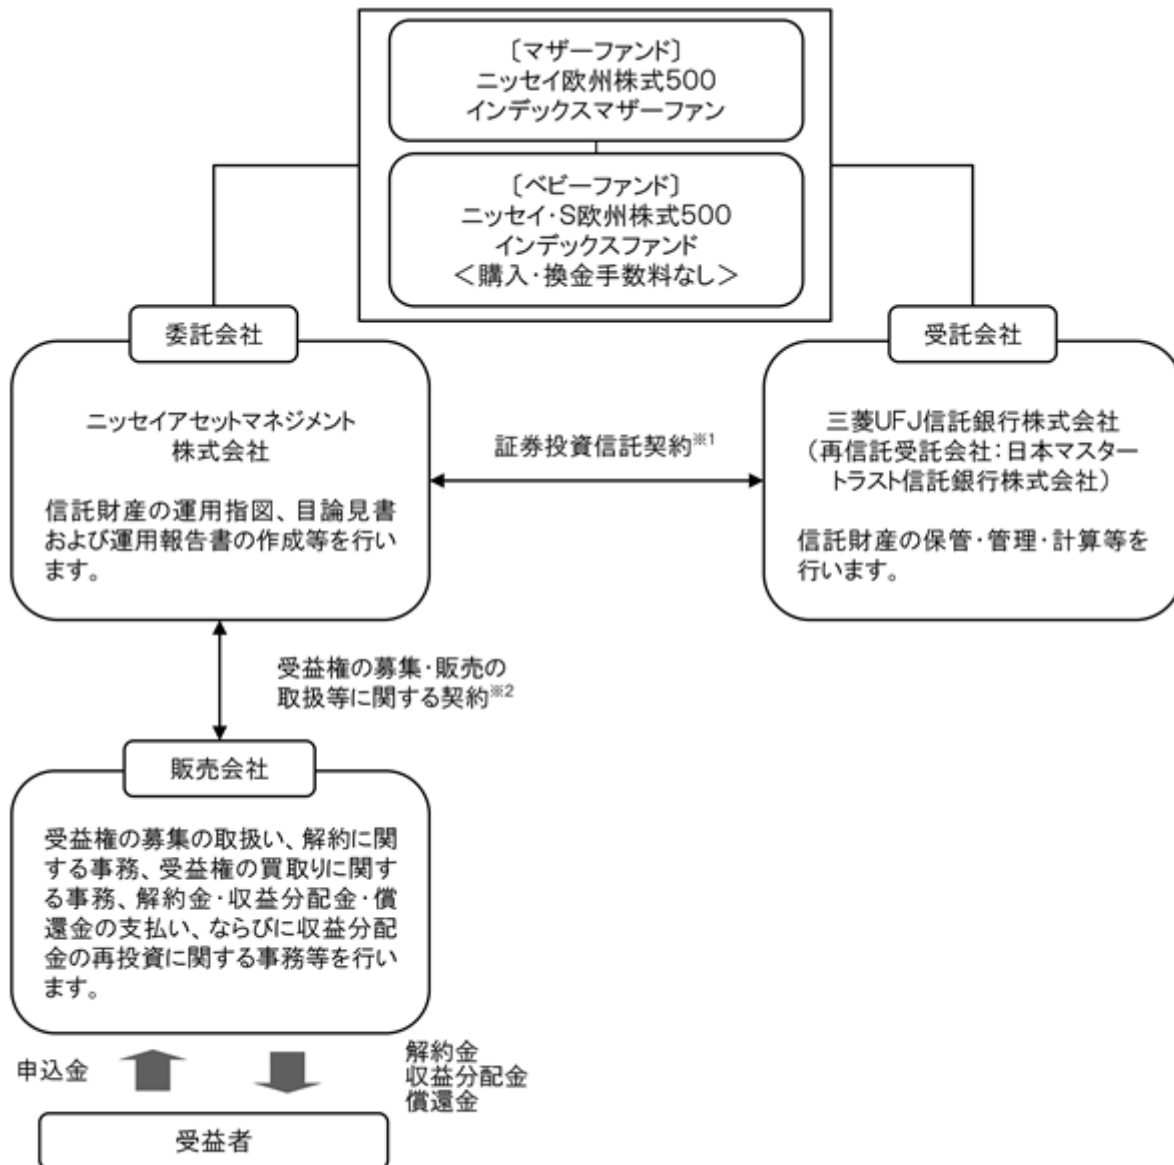 〔マザーファンド〕
ニッセイ欧州株式500
インデックスマザーファン
〔ベビーファンド〕
ニッセイ・S欧州株式500
インデックスファンド
＜購入・換金手数料なし＞
委託会社
ニッセイアセットマネジメント
株式会社
信託財産の運用指図、目論見書
および運用報告書の作成等を行い
ます。
証券投資信託契約※1
受託会社
三菱UFJ信託銀行株式会社
（再信託受託会社：日本マスター
トラスト信託銀行株式会社）
信託財産の保管・管理・計算等を
行います。
受益権の募集・販売の
取扱等に関する契約※2
販売会社
受益権の募集の取扱い、解約に関
する事務、受益権の買取りに関す
る事務、解約金・収益分配金・償
還金の支払い、ならびに収益分配
金の再投資に関する事務等を行い
ます。
申込金
解約金
収益分配金
償還金
受益者